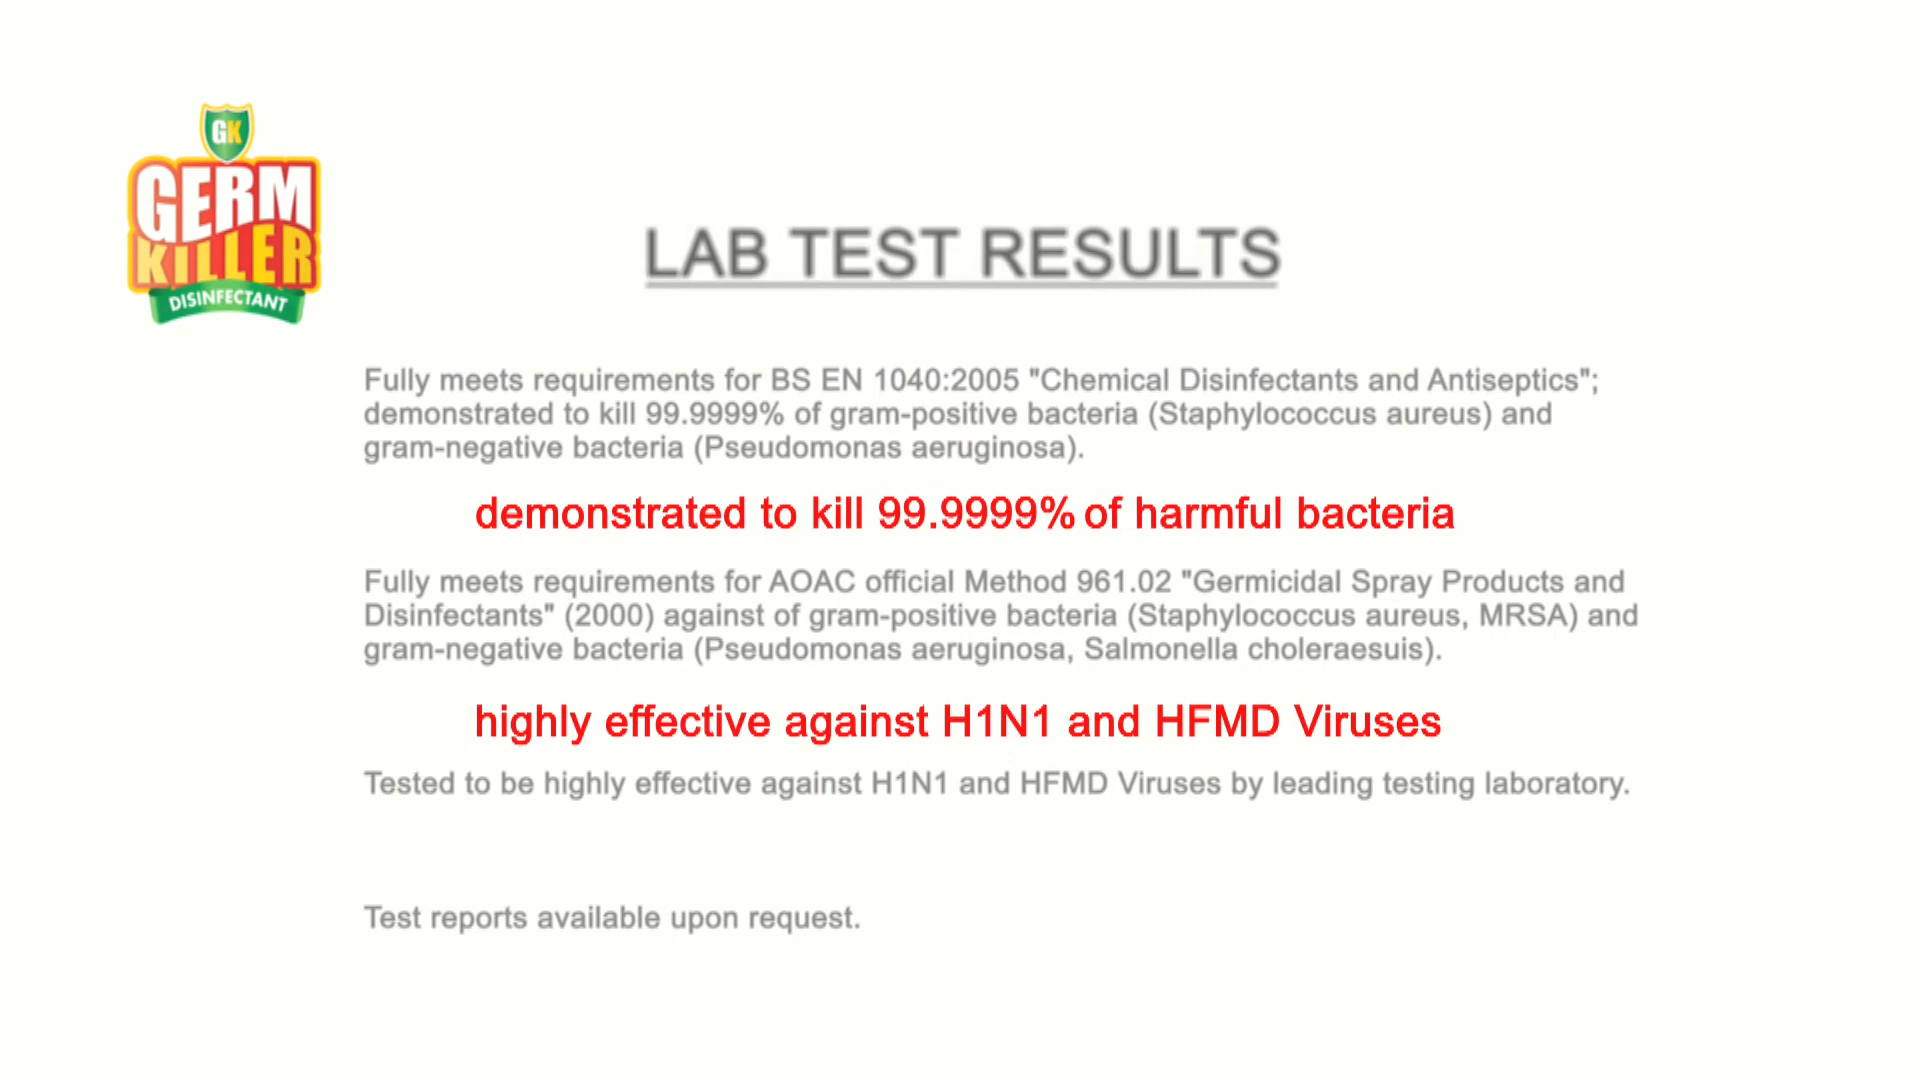 GK
GERM
KILLER
DISINFECTANT
LAB TEST RESULTS
Fully meets requirements for BS EN 1040:2005 "Chemical Disinfectants and Antiseptics";
demonstrated to kill 99.9999% of gram-positive bacteria (Staphylococcus aureus) and
gram-negative bacteria (Pseudomonas aeruginosa).
demonstrated to kill 99.9999% of harmful bacteria
Fully meets requirements for AOAC official Method 961.02 "Germicidal Spray Products and
Disinfectants" (2000) against of gram-positive bacteria (Staphylococcus aureus, MRSA) and
gram-negative bacteria (Pseudomonas aeruginosa, Salmonella choleraesuis).
highly effective against H1N1 and HFMD Viruses
Tested to be highly effective against H1N1 and HFMD Viruses by leading testing laboratory.
Test reports available upon request.